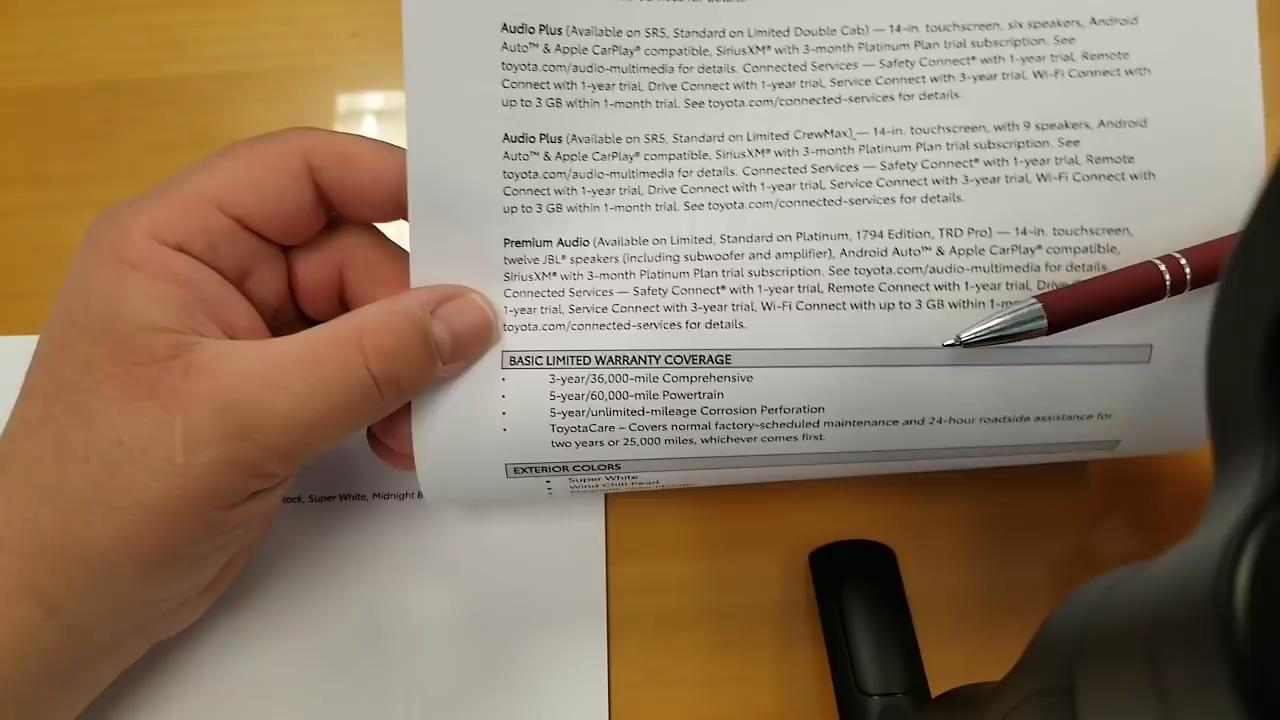 Audio Plus (Available on SR5, Standard on Limited Double Cab) — 14-in. touchscreen, six speakers, Android
Auto™ & Apple CarPlay® compatible, SiriusXM® with 3-month Platinum Plan trial subscription. See
toyota.com/audio-multimedia for details. Connected Services — Safety Connect® with 1-year trial, Remote
Connect with 1-year trial, Drive Connect with 1-year trial, Service Connect with 3-year trial, Wi-Fi Connect with
up to 3 GB within 1-month trial. See toyota.com/connected-services for details.
Audio Plus (Available on SR5, Standard on Limited CrewMax) — 14-in. touchscreen, with 9 speakers, Android
Auto™ & Apple CarPlay® compatible, SiriusXM® with 3-month Platinum Plan trial subscription. See
toyota.com/audio-multimedia for details. Connected Services — Safety Connect® with 1-year trial, Remote
Connect with 1-year trial, Drive Connect with 1-year trial, Service Connect with 3-year trial, Wi-Fi Connect with
up to 3 GB within 1-month trial. See toyota.com/connected-services for details.
Premium Audio (Available on Limited, Standard on Platinum, 1794 Edition, TRD Pro) — 14-in. touchscreen,
twelve JBL® speakers (including subwoofer and amplifier), Android Auto™ & Apple CarPlay® compatible,
SiriusXM® with 3-month Platinum Plan trial subscription. See toyota.com/audio-multimedia for details.
Connected Services — Safety Connect® with 1-year trial, Remote Connect with 1-year trial, Drive
1-year trial, Service Connect with 3-year trial, Wi-Fi Connect with up to 3 GB within
toyota.com/connected-services for details.
BASIC LIMITED WARRANTY COVERAGE
• 3-year/36,000-mile Comprehensive
• 5-year/60,000-mile Powertrain
• 5-year/unlimited-mileage Corrosion Perforation
• ToyotaCare – Covers normal factory-scheduled maintenance and 24-hour roadside assistance for
two years or 25,000 miles, whichever comes first.
EXTERIOR COLORS
• Super White
• Wind Chill Pearl
Super White, Midnight